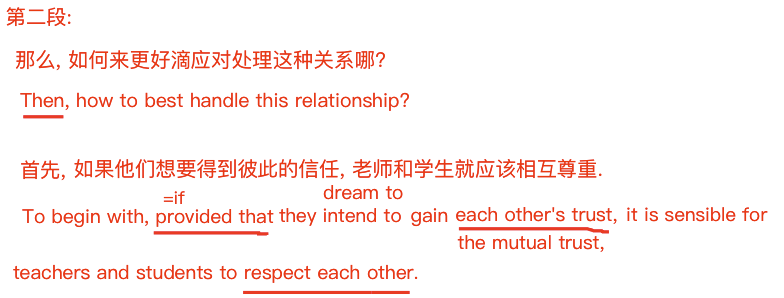 第二段:
那么, 如何来更好滴应对处理这种关系哪?
Then, how to best handle this relationship?
首先, 如果他们想要得到彼此的信任, 老师和学生就应该相互尊重.
=if
dream to
To begin with, provided that they intend to gain each other's trust, it is sensible for
the mutual trust,
teachers and students to respect each other.